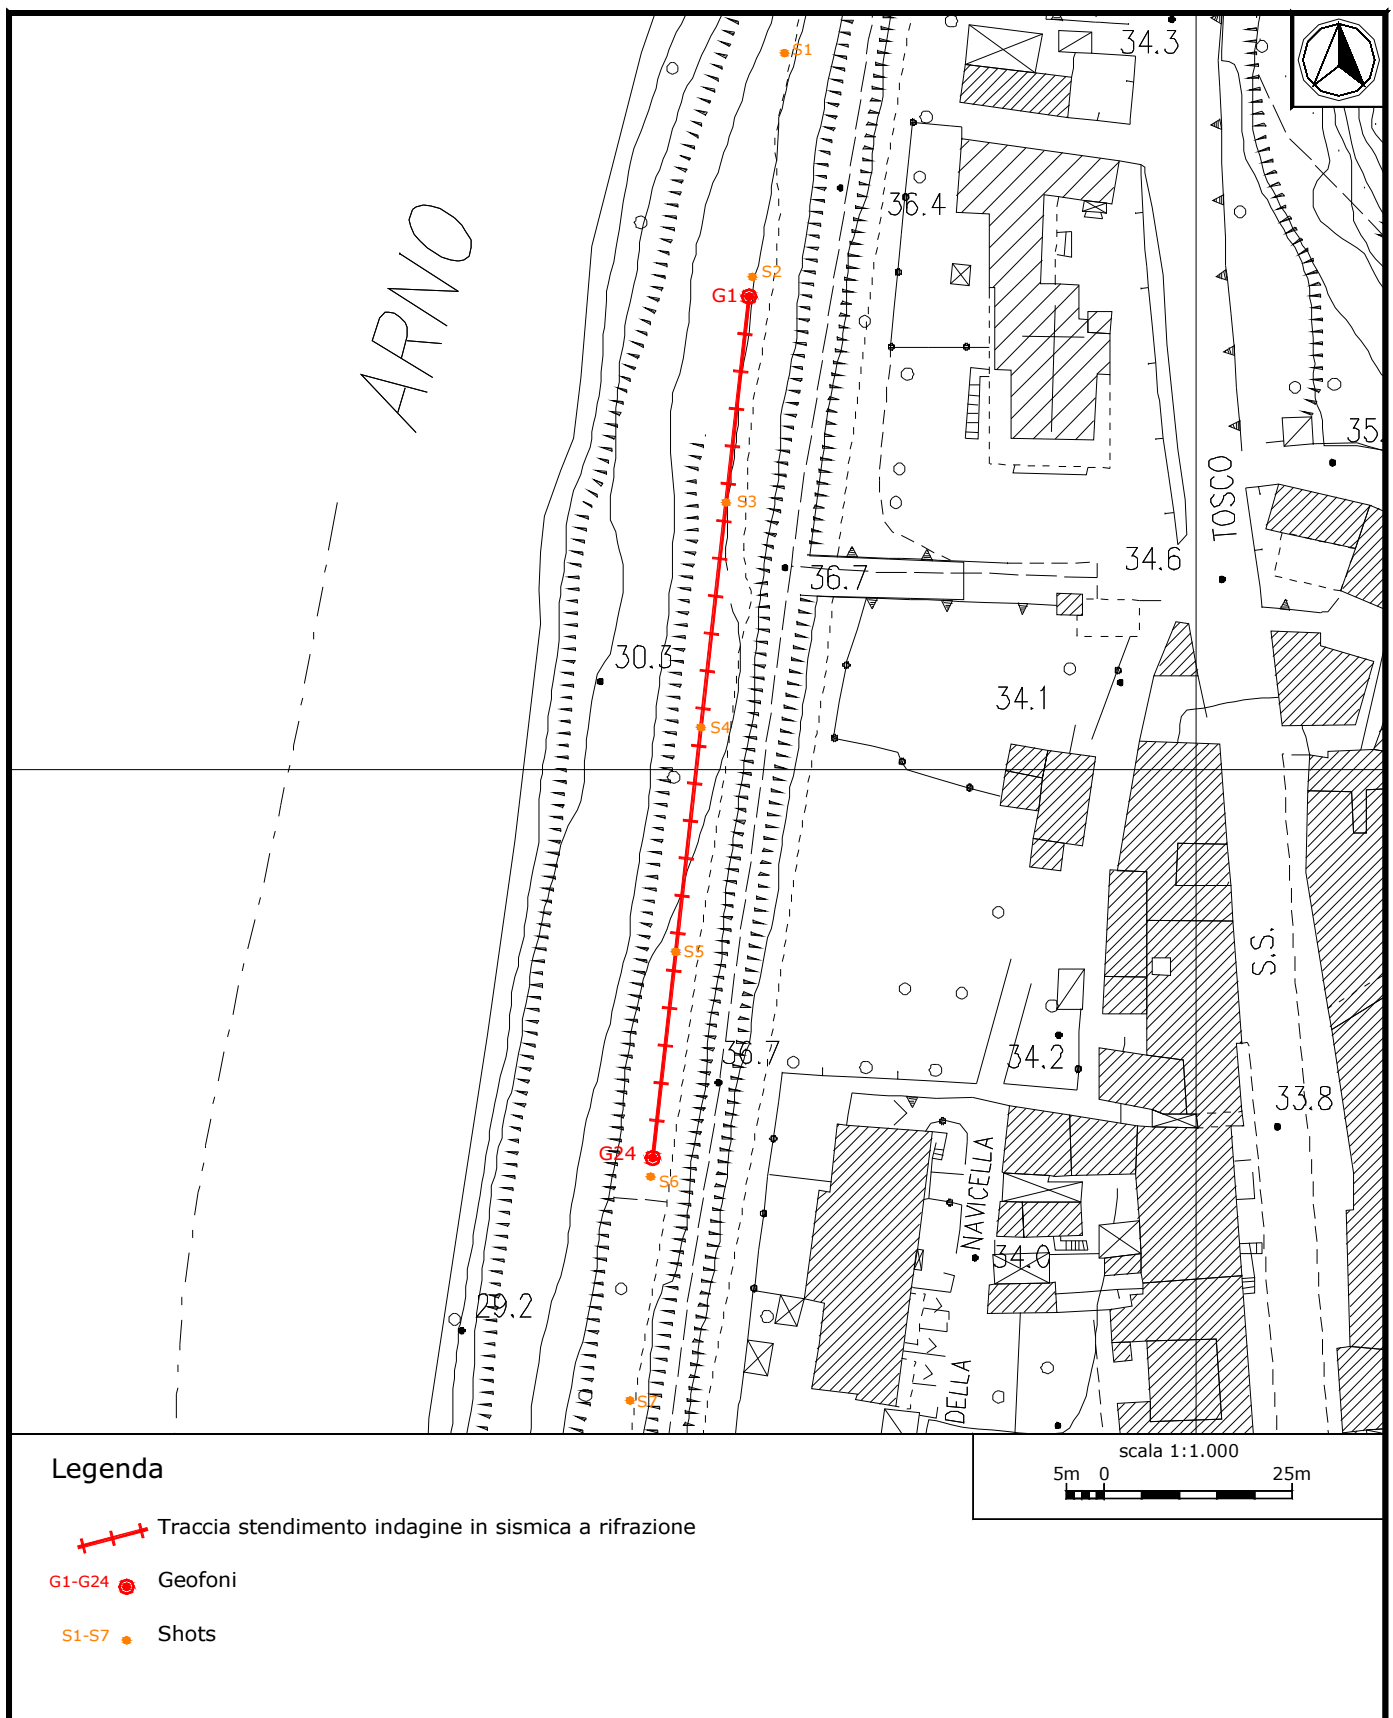 S1
34.3
36.4
ARNO
S2
G1
35.
TOSCO
S3
34.6
36.7
30.3
34.1
S4
S.S.
S5
36.7
34.2
33.8
G24
S6
NAVICELLA
34.0
29.2
DELLA
S7
Legenda
scala 1:1.000
5m 0 25m
Traccia stendimento indagine in sismica a rifrazione
G1-G24 Geofoni
S1-S7 Shots